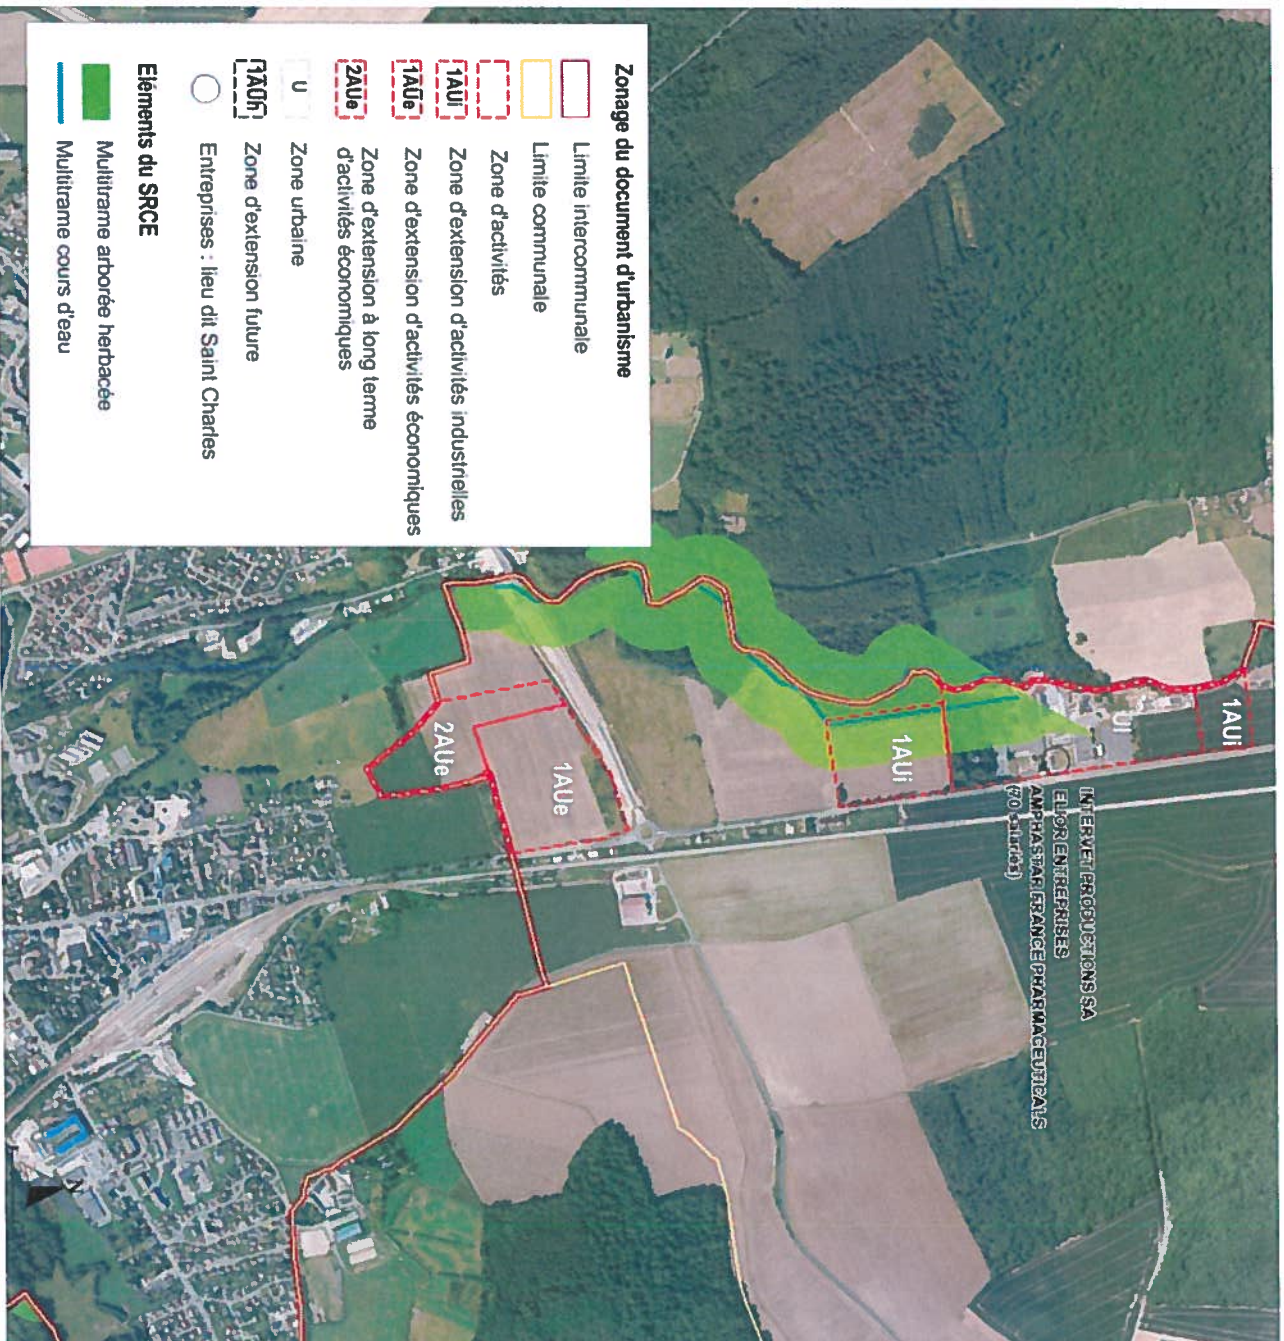 Zonage du document d'urbanisme
Limite intercommunale
Limite communale
Zone d'activités
1AUi Zone d'extension d'activités industrielles
1AUe Zone d'extension d'activités économiques
2AUe Zone d'extension à long terme
d'activités économiques
U Zone urbaine
1AUh Zone d'extension future
Entreprises : lieu dit Saint Charles
Eléments du SRCE
Multitrame arborée herbacée
Multitrame cours d'eau
1AUi
Ui
INTERVET PRODUCTIONS SA
ELIOR ENTREPRISES
AMPHASTAR FRANCE PHARMACEUTICALS
(70 salariés)
1AUi
1AUe
2AUe
N